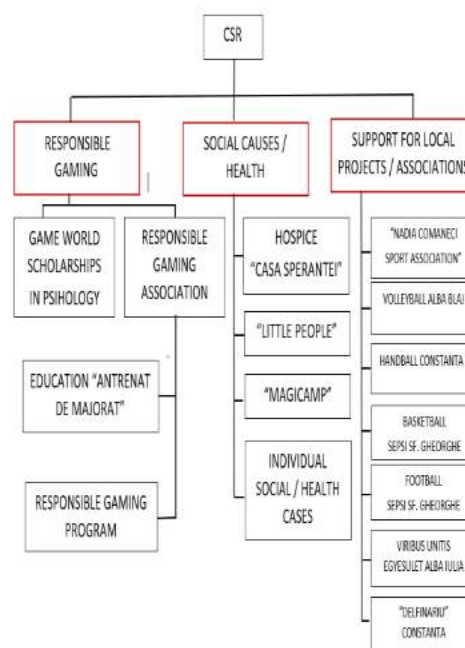 CSR
RESPONSIBLE
GAMING
SOCIAL CAUSES /
HEALTH
SUPPORT FOR LOCAL
PROJECTS / ASSOCIATIONS
GAME WORLD
SCHOLARSHIPS
IN PSIHOLOGY
RESPONSIBLE
GAMING
ASSOCIATION
EDUCATION "ANTRENAT
DE MAJORAT"
RESPONSIBLE GAMING
PROGRAM
HOSPICE
"CASA SPERANTEI"
"LITTLE PEOPLE"
"MAGICAMP"
INDIVIDUAL
SOCIAL / HEALTH
CASES
"NADIA COMANECI
SPORT ASSOCIATION"
VOLLEYBALL ALBA BLAJ
HANDBALL CONSTANTA
BASKETBALL
SEPSI SF. GHEORGHE
FOOTBALL
SEPSI SF. GHEORGHE
VIRIBUS UNITIS
EGYESULET ALBA IULIA
"DELFINARIU"
CONSTANTA